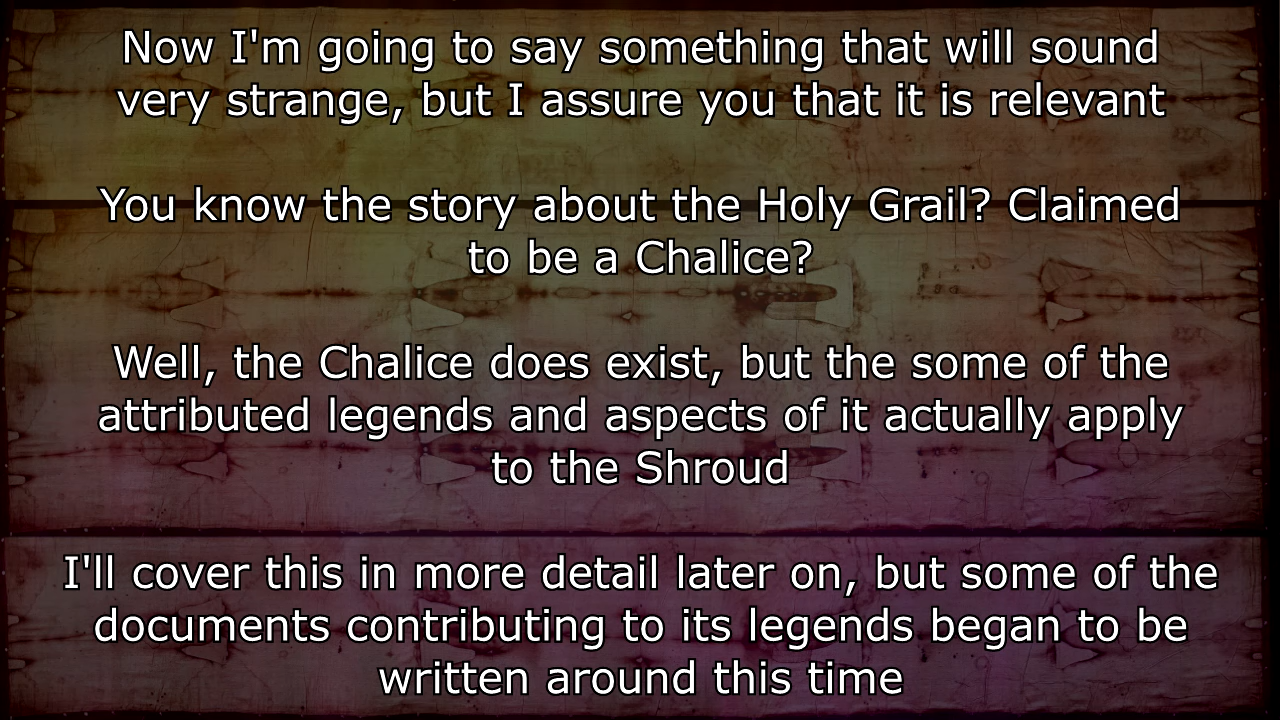 Now I'm going to say something that will sound
very strange, but I assure you that it is relevant
You know the story about the Holy Grail? Claimed
to be a Chalice?
Well, the Chalice does exist, but the some of the
attributed legends and aspects of it actually apply
to the Shroud
I'll cover this in more detail later on, but some of the
documents contributing to its legends began to be
written around this time